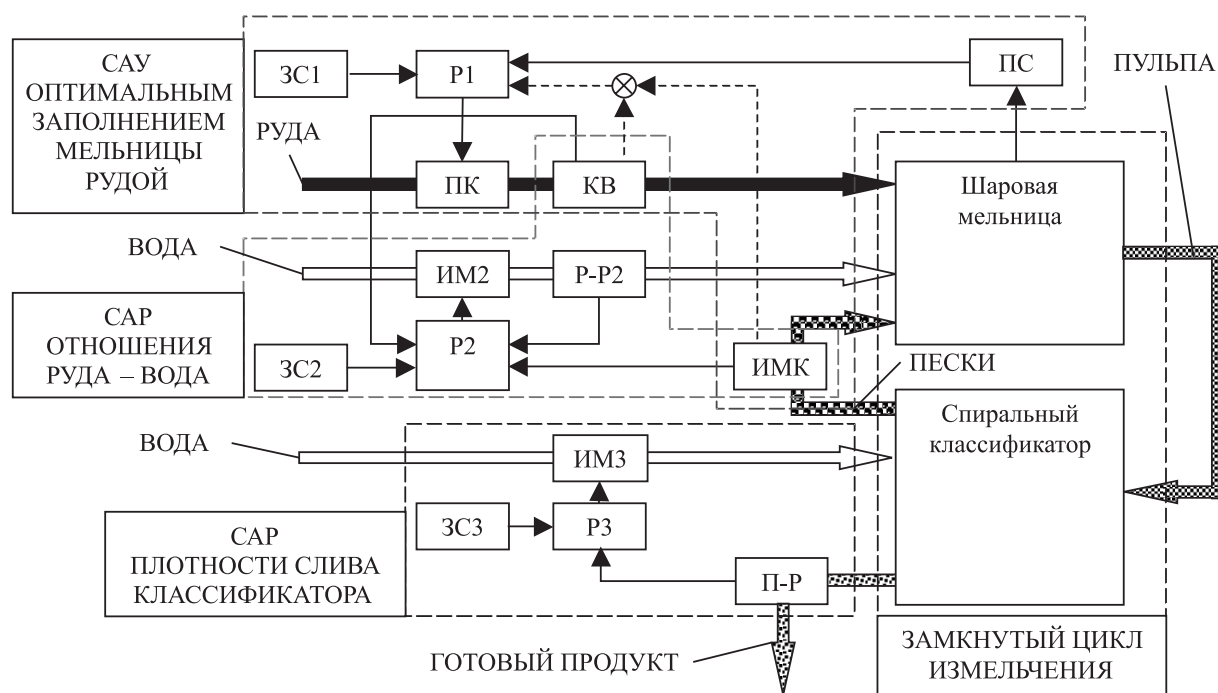 САУ
ОПТИМАЛЬНЫМ
ЗАПОЛНЕНИЕМ
МЕЛЬНИЦЫ
РУДОЙ
ЗС1
Р1
ПС
ПУЛЬПА
РУДА
ПК
КВ
Шаровая
мельница
ВОДА
ИМ2
Р-Р2
САР
ОТНОШЕНИЯ
РУДА – ВОДА
ЗС2
Р2
ИМК
ПЕСКИ
ВОДА
ИМ3
Спиральный
классификатор
САР
ПЛОТНОСТИ СЛИВА
КЛАССИФИКАТОРА
ЗС3
Р3
П-Р
ГОТОВЫЙ ПРОДУКТ
ЗАМКНУТЫЙ ЦИКЛ
ИЗМЕЛЬЧЕНИЯ